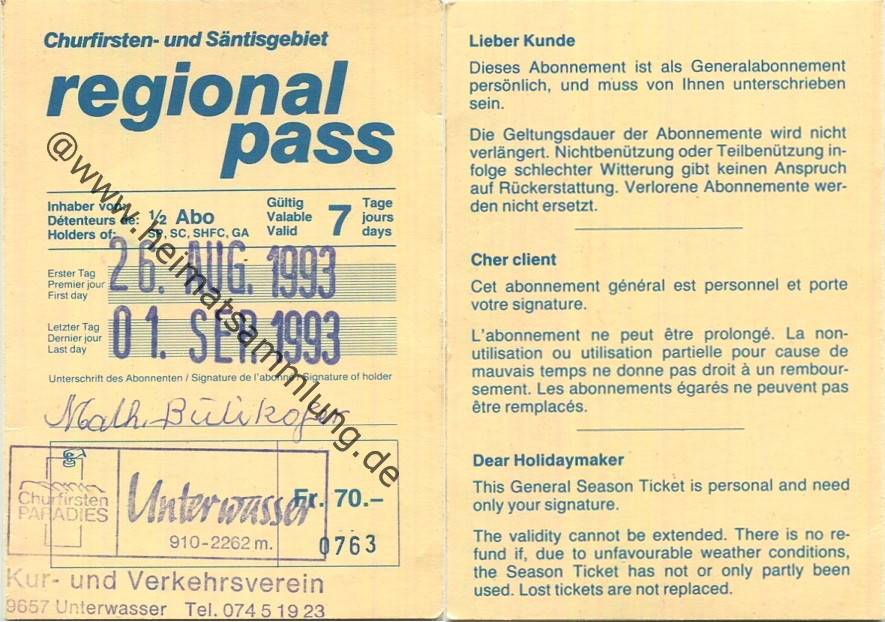 Churfirsten- und Säntisgebiet
regional
pass
Inhaber von:
Détenteurs de:
Holders of:
1/2 Abo
SP, SC, SHFC, GA
Gültig
Valable
Valid
7
Tage
jours
days
Erster Tag
Premier jour
First day
26. AUG. 1993
Letzter Tag
Dernier jour
Last day
01. SEP. 1993
Unterschrift des Abonnenten / Signature de l'abonné / Signature of holder
Math. Bütikofer
Churfirsten
PARADIES
Unterwasser
910-2262 m.
Fr. 70.–
0763
Kur- und Verkehrsverein
9657 Unterwasser Tel. 074 5 19 23
@www.heimatsammlung.de
Lieber Kunde
Dieses Abonnement ist als Generalabonnement
persönlich, und muss von Ihnen unterschrieben
sein.
Die Geltungsdauer der Abonnemente wird nicht
verlängert. Nichtbenützung oder Teilbenützung in-
folge schlechter Witterung gibt keinen Anspruch
auf Rückerstattung. Verlorene Abonnemente wer-
den nicht ersetzt.
Cher client
Cet abonnement général est personnel et porte
votre signature.
L'abonnement ne peut être prolongé. La non-
utilisation ou utilisation partielle pour cause de
mauvais temps ne donne pas droit à un rembour-
sement. Les abonnements égarés ne peuvent pas
être remplacés.
Dear Holidaymaker
This General Season Ticket is personal and need
only your signature.
The validity cannot be extended. There is no re-
fund if, due to unfavourable weather conditions,
the Season Ticket has not or only partly been
used. Lost tickets are not replaced.